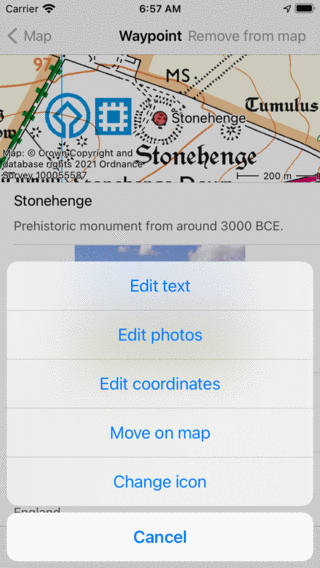 Carrier 6:57 AM
Map Waypoint Remove from map
97
MS
Tumulus
Stonehenge
Stonehenge
Map: © Crown Copyright and
database rights 2021 Ordnance
Survey 100055587
200 m
Stonehenge Down
Stonehenge
Prehistoric monument from around 3000 BCE.
Edit text
Edit photos
Edit coordinates
Move on map
Change icon
England
Cancel